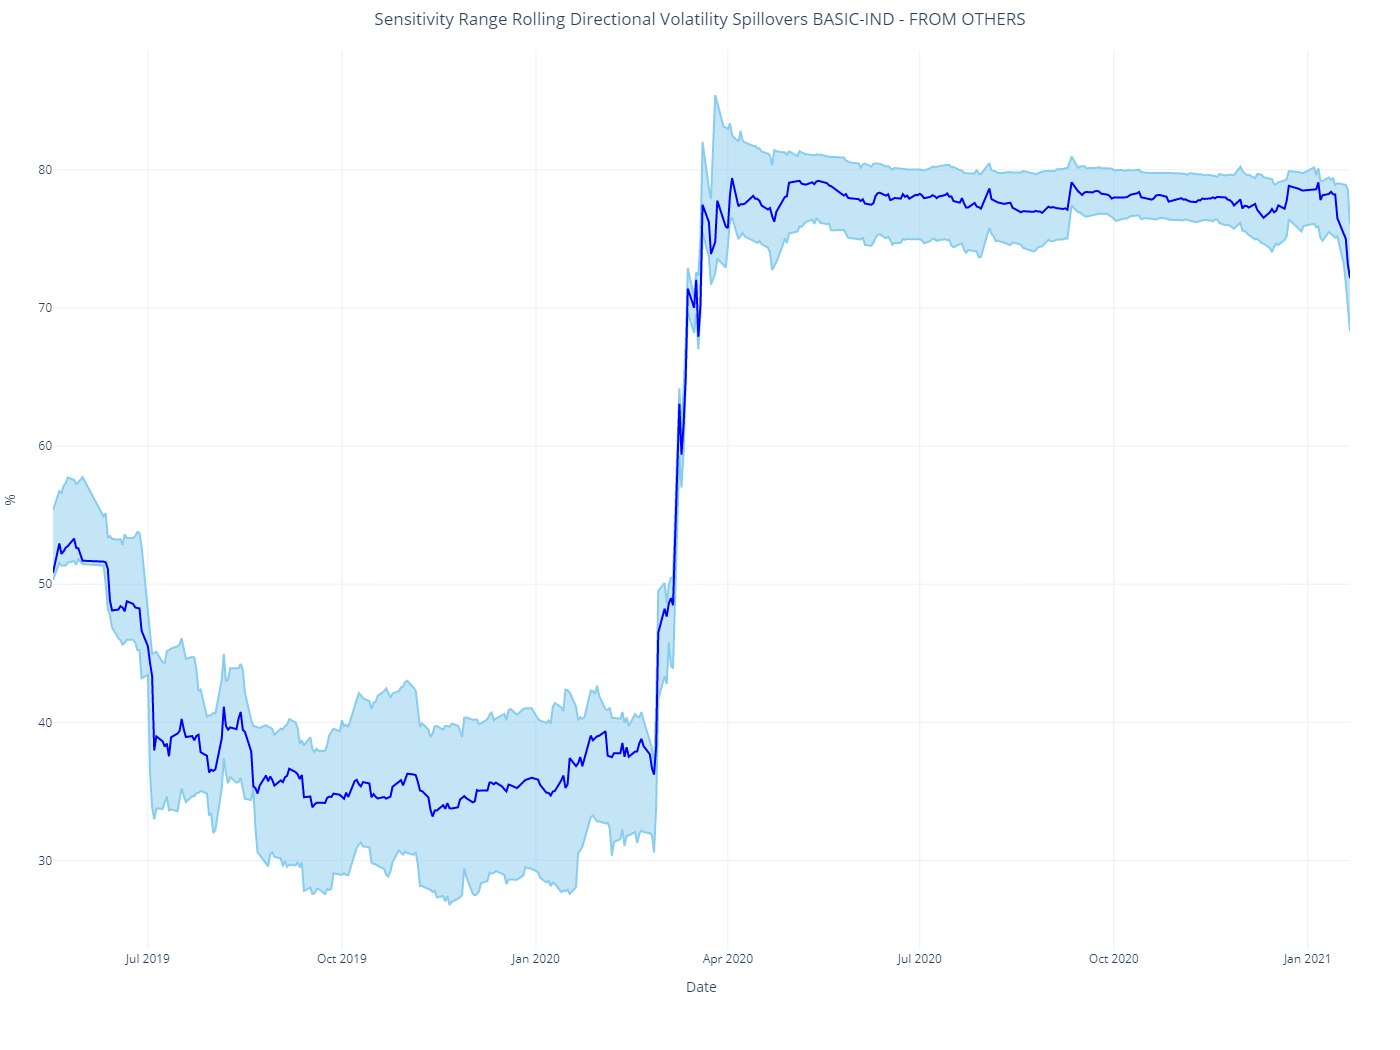 Sensitivity Range Rolling Directional Volatility Spillovers BASIC-IND - FROM OTHERS
80
70
60
%
50
40
30
Jul 2019
Oct 2019
Jan 2020
Apr 2020
Jul 2020
Oct 2020
Jan 2021
Date